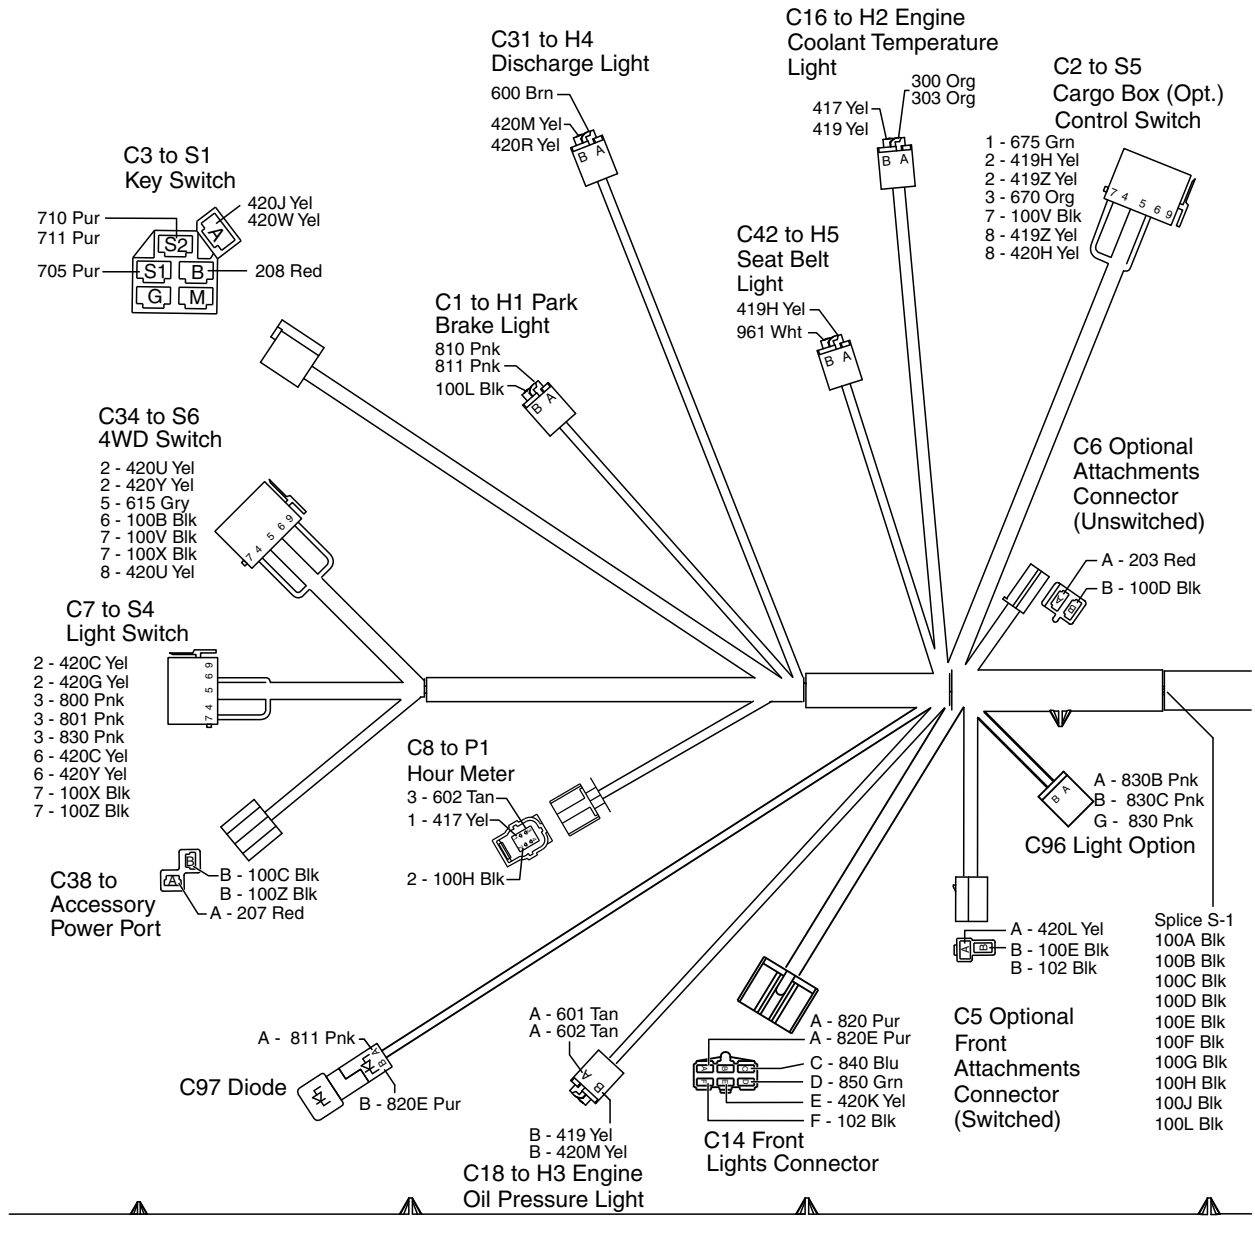 C31 to H4
Discharge Light
600 Brn
420M Yel
420R Yel
B A
C16 to H2 Engine
Coolant Temperature
Light
300 Org
303 Org
417 Yel
419 Yel
B A
C2 to S5
Cargo Box (Opt.)
Control Switch
1 - 675 Grn
2 - 419H Yel
2 - 419Z Yel
3 - 670 Org
7 - 100V Blk
8 - 419Z Yel
8 - 420H Yel
7 4 5 6 9
C3 to S1
Key Switch
420J Yel
420W Yel
710 Pur
711 Pur
705 Pur
208 Red
A
S2
S1 B
G M
C42 to H5
Seat Belt
Light
419H Yel
961 Wht
B A
C1 to H1 Park
Brake Light
810 Pnk
811 Pnk
100L Blk
B A
C34 to S6
4WD Switch
2 - 420U Yel
2 - 420Y Yel
5 - 615 Gry
6 - 100B Blk
7 - 100V Blk
7 - 100X Blk
8 - 420U Yel
7 4 5 6 9
C6 Optional
Attachments
Connector
(Unswitched)
A - 203 Red
B - 100D Blk
A B
C7 to S4
Light Switch
2 - 420C Yel
2 - 420G Yel
3 - 800 Pnk
3 - 801 Pnk
3 - 830 Pnk
6 - 420C Yel
6 - 420Y Yel
7 - 100X Blk
7 - 100Z Blk
7 4 5 6 9
C8 to P1
Hour Meter
3 - 602 Tan
1 - 417 Yel
2 - 100H Blk
B A
A - 830B Pnk
B - 830C Pnk
G - 830 Pnk
C96 Light Option
C38 to
Accessory
Power Port
B
A
B - 100C Blk
B - 100Z Blk
A - 207 Red
A B
A - 420L Yel
B - 100E Blk
B - 102 Blk
C5 Optional
Front
Attachments
Connector
(Switched)
Splice S-1
100A Blk
100B Blk
100C Blk
100D Blk
100E Blk
100F Blk
100G Blk
100H Blk
100J Blk
100L Blk
A - 811 Pnk
C97 Diode
A B
B - 820E Pur
A - 601 Tan
A - 602 Tan
A B
B - 419 Yel
B - 420M Yel
C18 to H3 Engine
Oil Pressure Light
A - 820 Pur
A - 820E Pur
C - 840 Blu
D - 850 Grn
E - 420K Yel
F - 102 Blk
A B C
F E D
C14 Front
Lights Connector